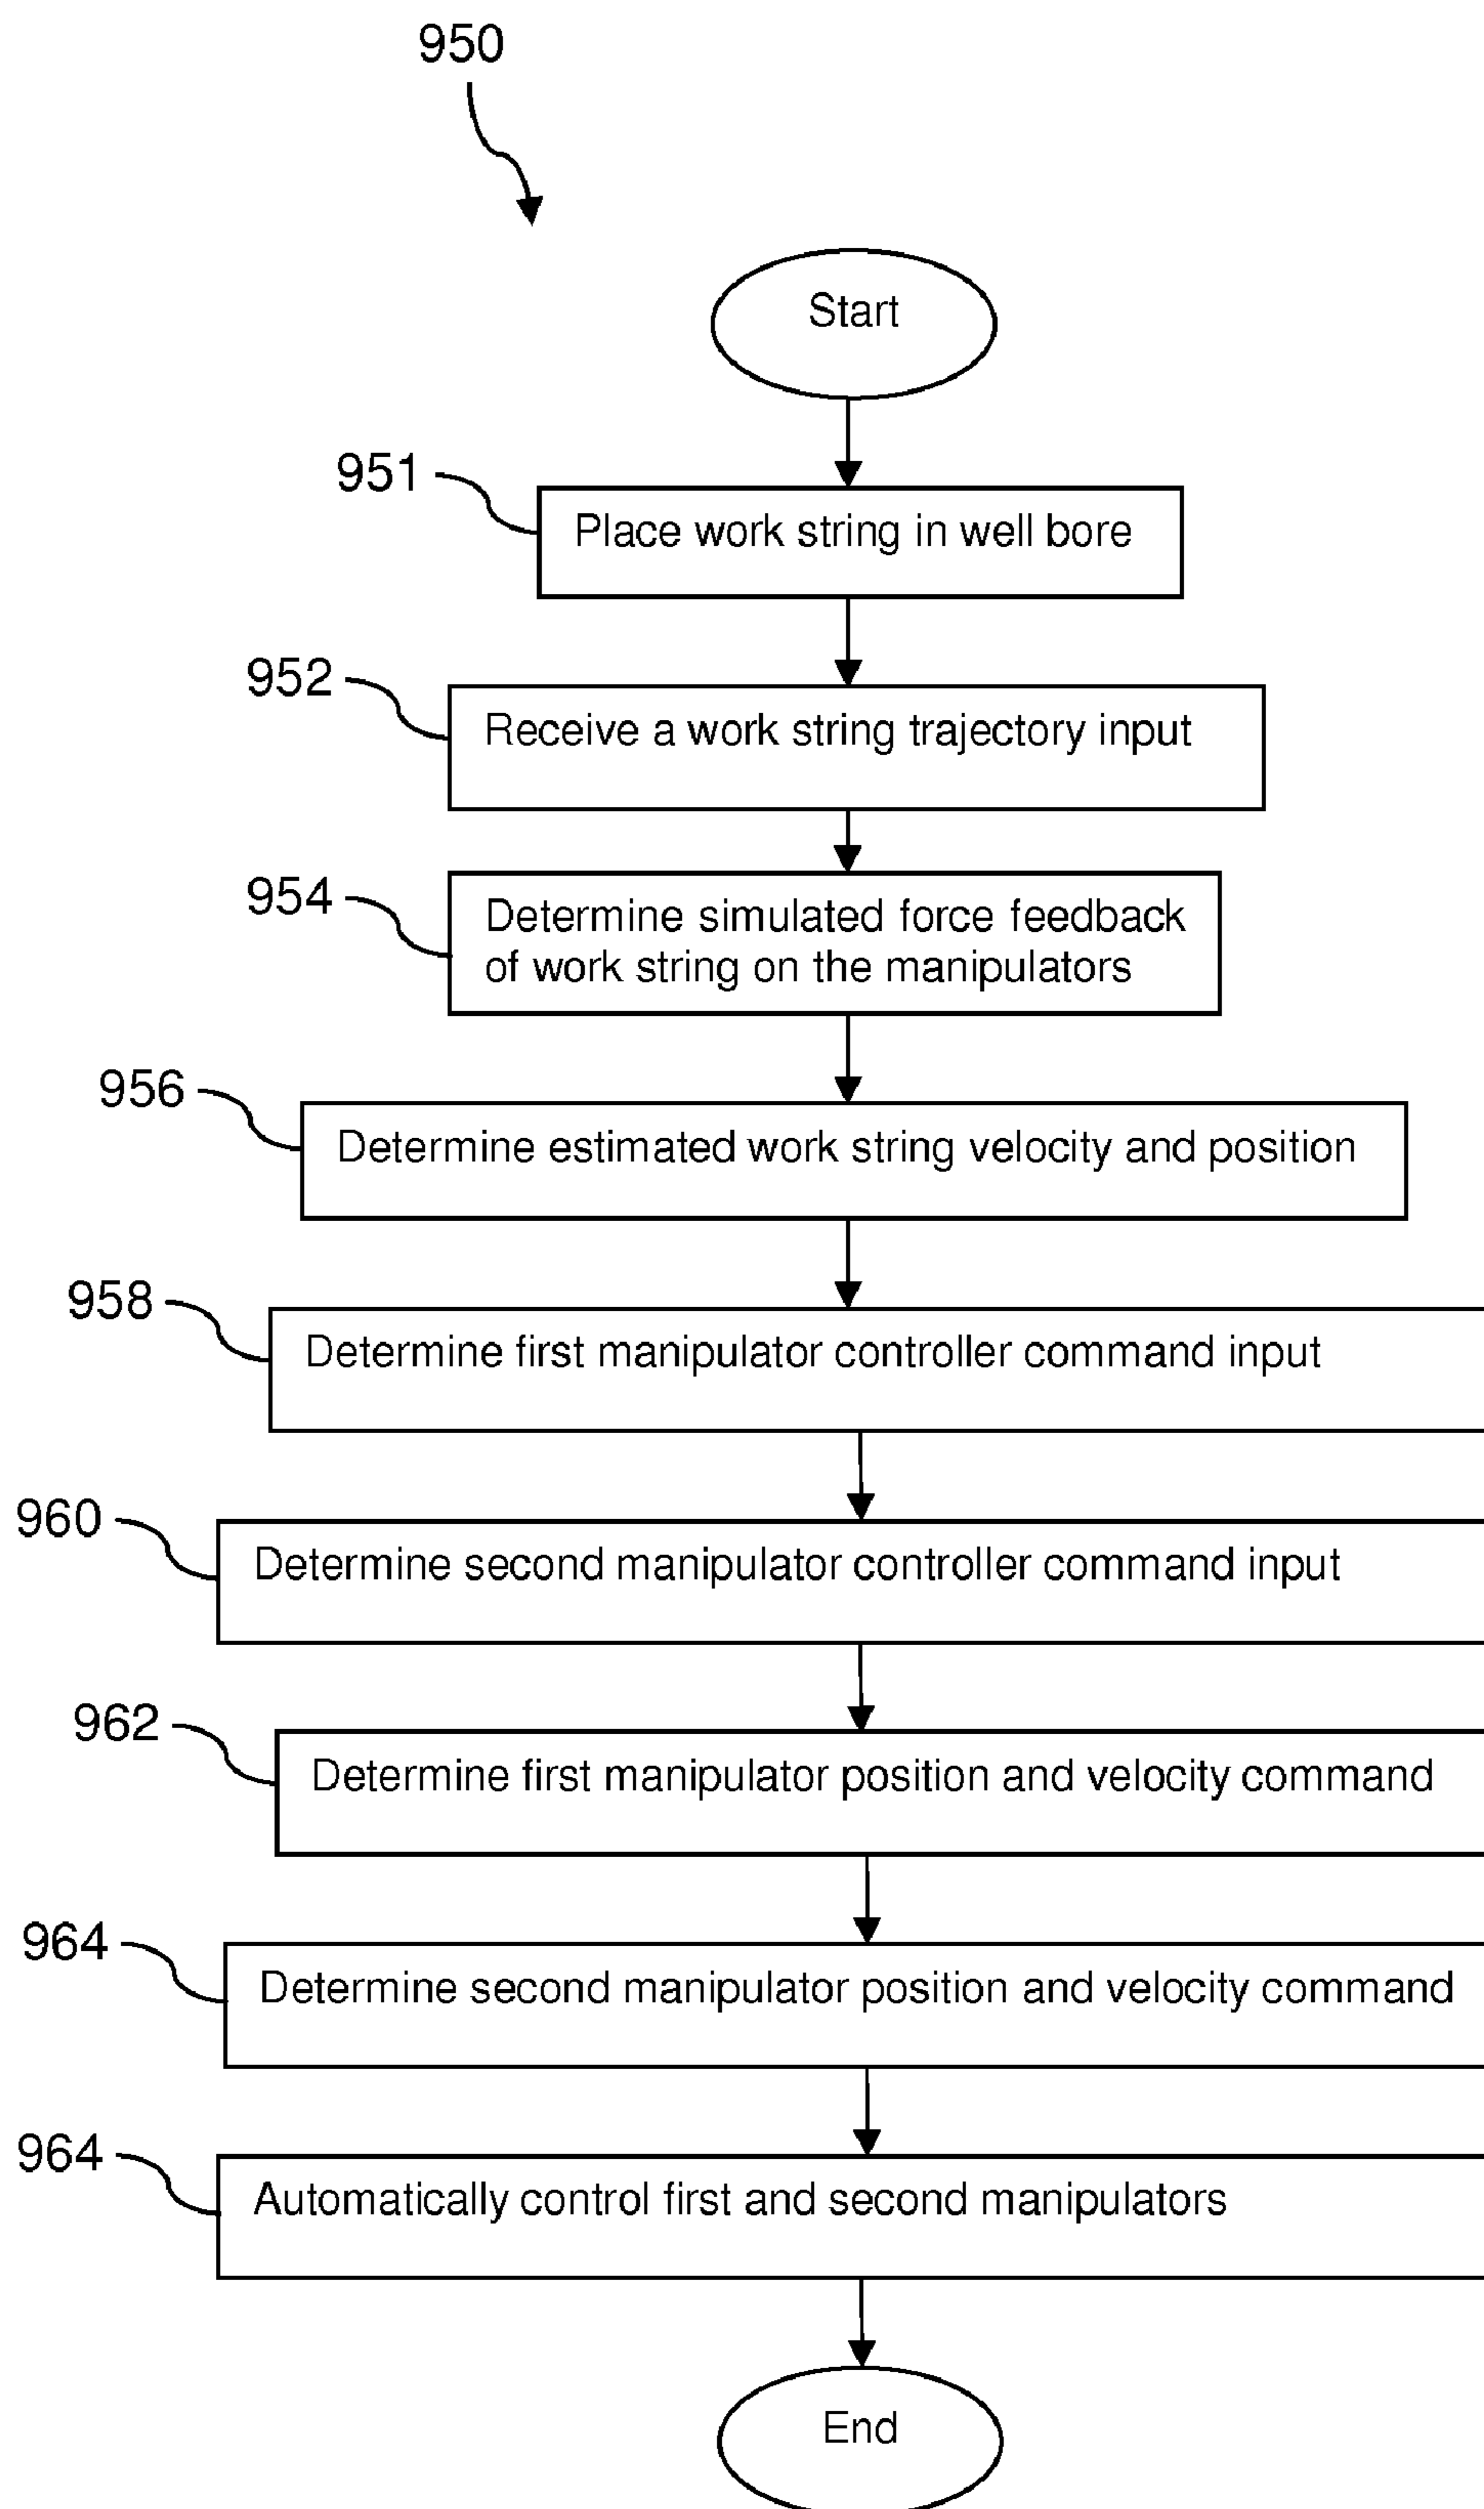 950
Start
951
Place work string in well bore
952
Receive a work string trajectory input
954
Determine simulated force feedback
of work string on the manipulators
956
Determine estimated work string velocity and position
958
Determine first manipulator controller command input
960
Determine second manipulator controller command input
962
Determine first manipulator position and velocity command
964
Determine second manipulator position and velocity command
964
Automatically control first and second manipulators
End